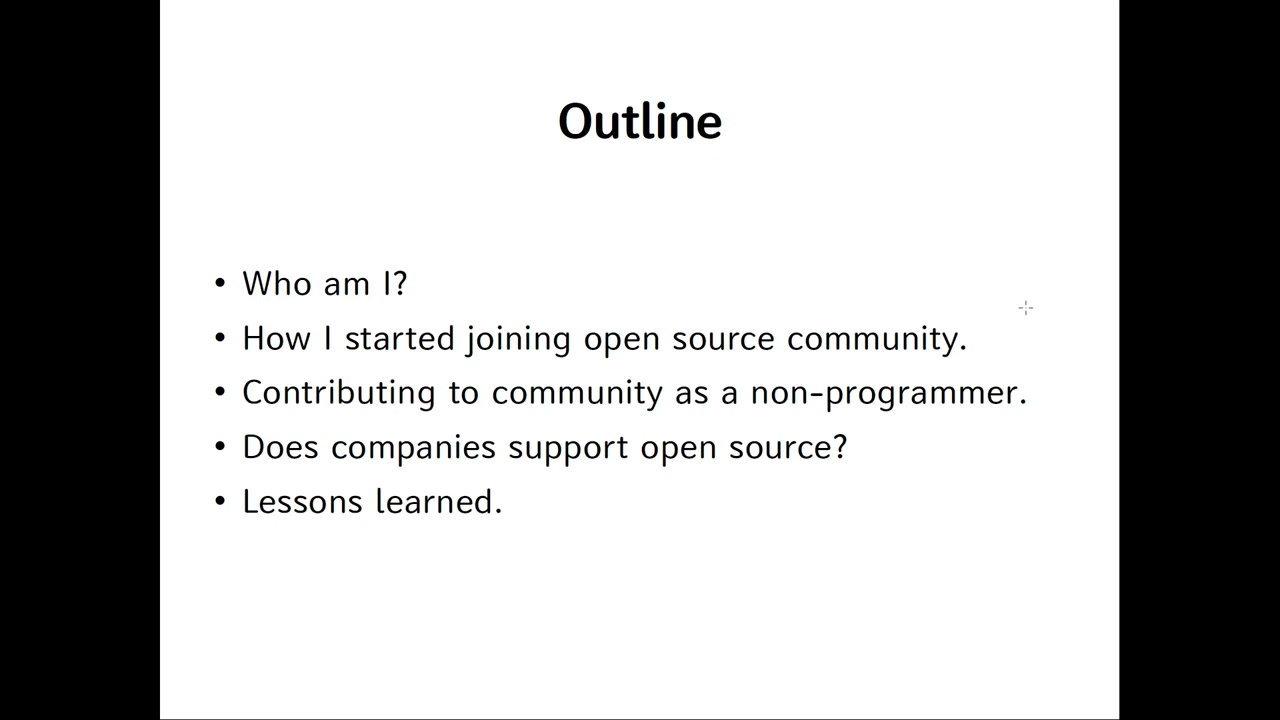 Outline
• Who am I?
• How I started joining open source community.
• Contributing to community as a non-programmer.
• Does companies support open source?
• Lessons learned.